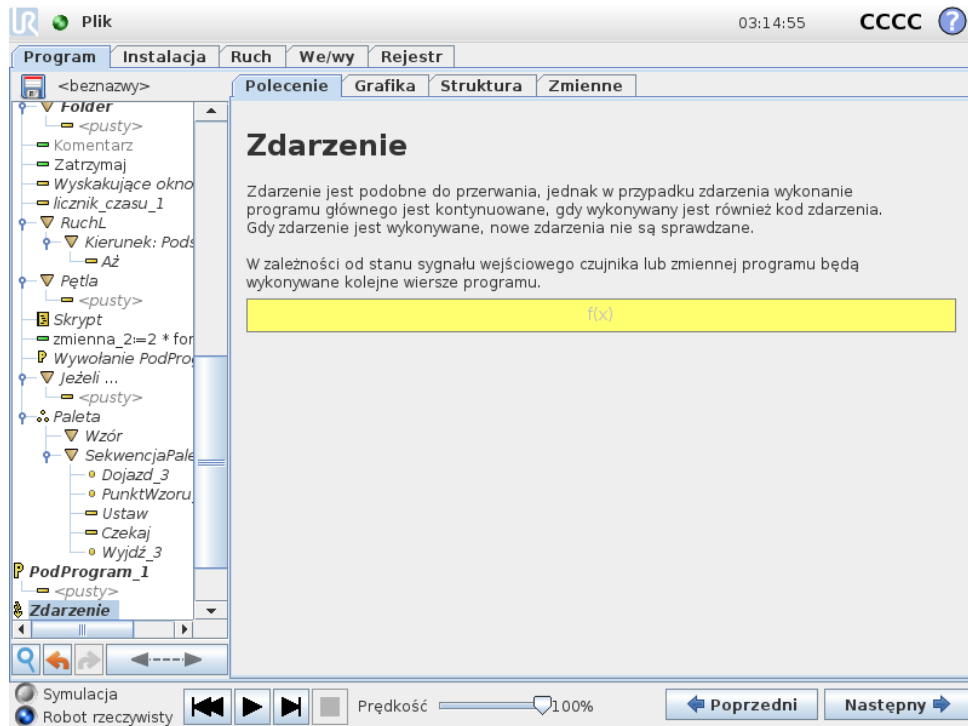 Plik
03:14:55
CCCC
?
Program Instalacja Ruch We/wy Rejestr
<beznazwy>
Polecenie Grafika Struktura Zmienne
Folder
<pusty>
Komentarz
Zatrzymaj
Wyskakujące okno
licznik_czasu_1
RuchL
Kierunek: Pods
Aż
Pętla
<pusty>
Skrypt
zmienna_2:=2 * for
Wywołanie PodPro
Jeżeli ...
<pusty>
Paleta
Wzór
SekwencjaPale
Dojazd_3
PunktWzoru_
Ustaw
Czekaj
Wyjdź_3
PodProgram_1
<pusty>
Zdarzenie
Zdarzenie
Zdarzenie jest podobne do przerwania, jednak w przypadku zdarzenia wykonanie
programu głównego jest kontynuowane, gdy wykonywany jest również kod zdarzenia.
Gdy zdarzenie jest wykonywane, nowe zdarzenia nie są sprawdzane.
W zależności od stanu sygnału wejściowego czujnika lub zmiennej programu będą
wykonywane kolejne wiersze programu.
f(x)
Symulacja
Robot rzeczywisty
Prędkość 100%
Poprzedni
Następny